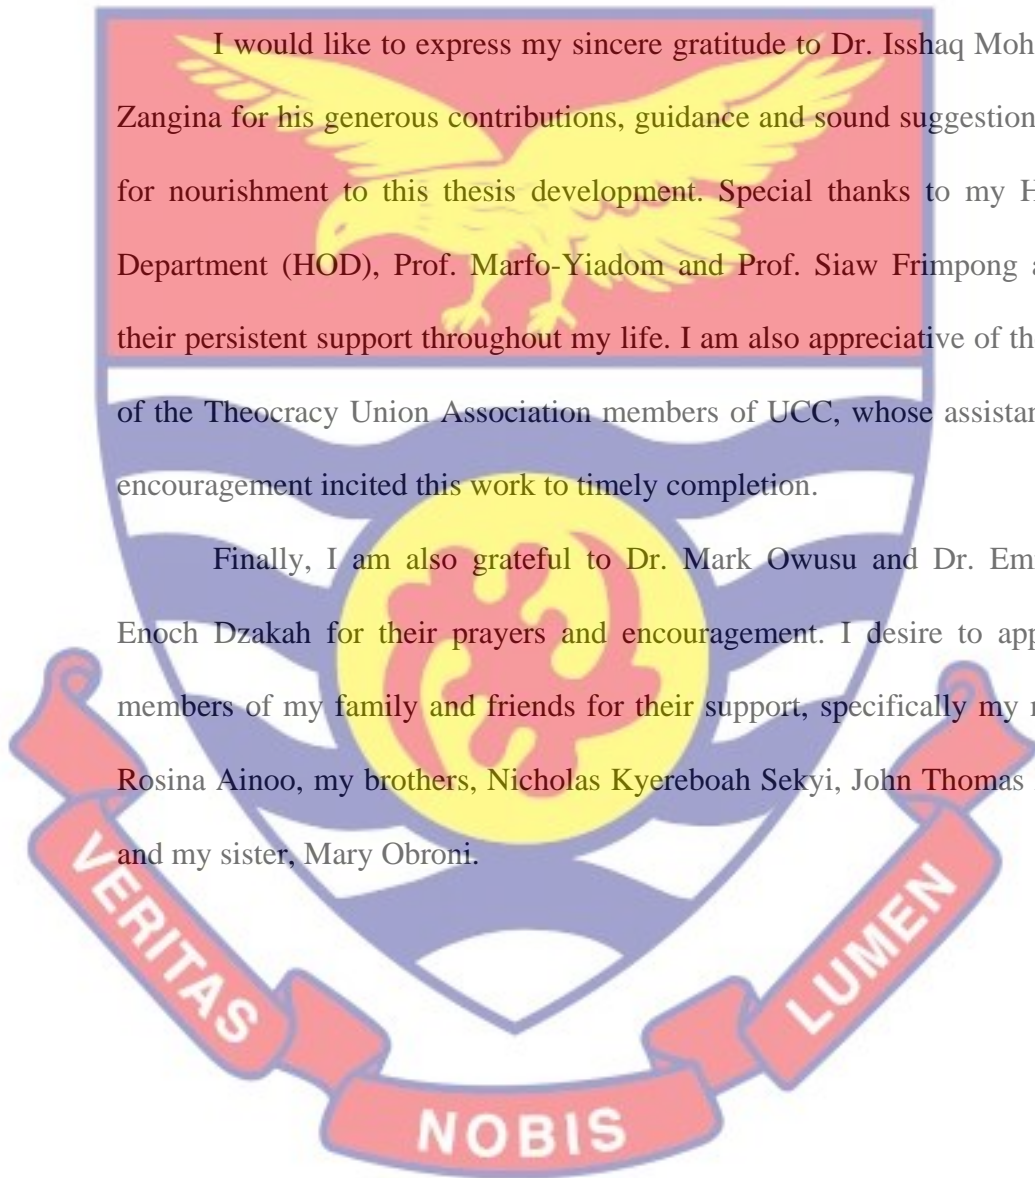 I would like to express my sincere gratitude to Dr. Isshaq Moh
Zangina for his generous contributions, guidance and sound suggestion
for nourishment to this thesis development. Special thanks to my H
Department (HOD), Prof. Marfo-Yiadom and Prof. Siaw Frimpong a
their persistent support throughout my life. I am also appreciative of th
of the Theocracy Union Association members of UCC, whose assistan
encouragement incited this work to timely completion.
Finally, I am also grateful to Dr. Mark Owusu and Dr. Em
Enoch Dzakah for their prayers and encouragement. I desire to app
members of my family and friends for their support, specifically my
Rosina Ainoo, my brothers, Nicholas Kyereboah Sekyi, John Thomas
and my sister, Mary Obroni.
VERITAS
NOBIS
LUMEN